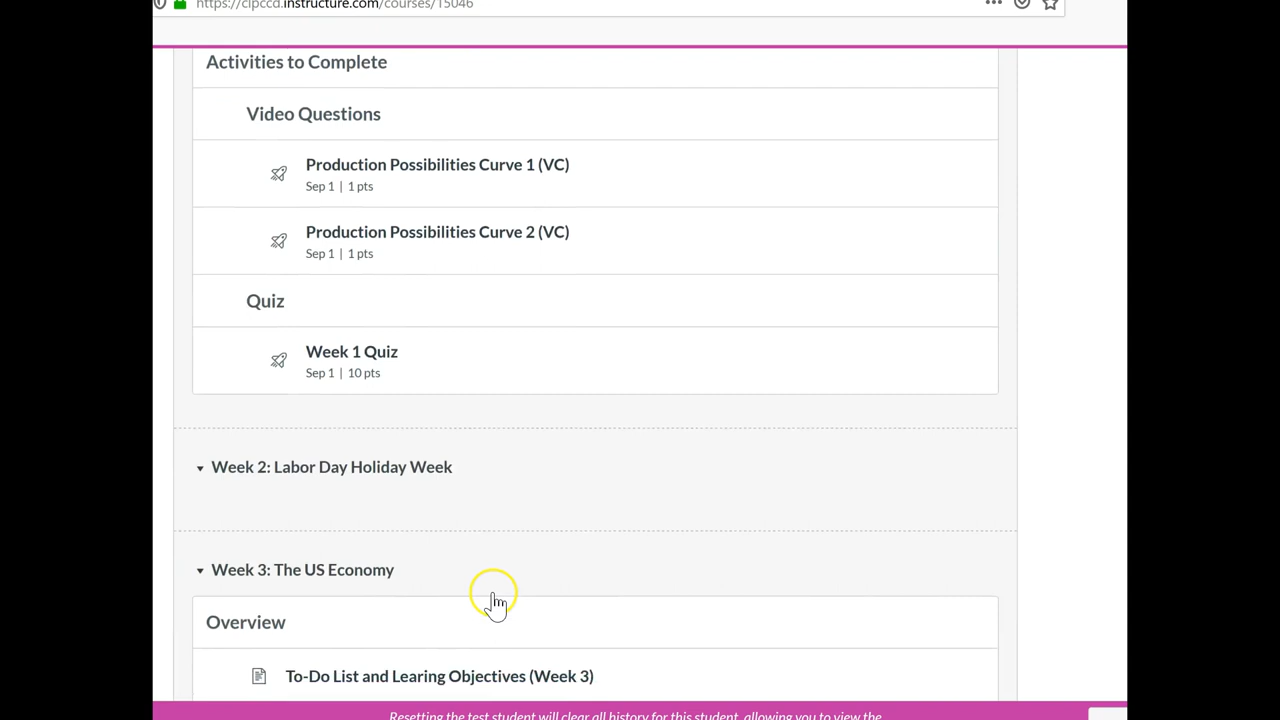 https://clpccd.instructure.com/courses/15046
Activities to Complete
Video Questions
Production Possibilities Curve 1 (VC)
Sep 1 | 1 pts
Production Possibilities Curve 2 (VC)
Sep 1 | 1 pts
Quiz
Week 1 Quiz
Sep 1 | 10 pts
Week 2: Labor Day Holiday Week
Week 3: The US Economy
Overview
To-Do List and Learing Objectives (Week 3)
Resetting the test student will clear all history for this student, allowing you to view the